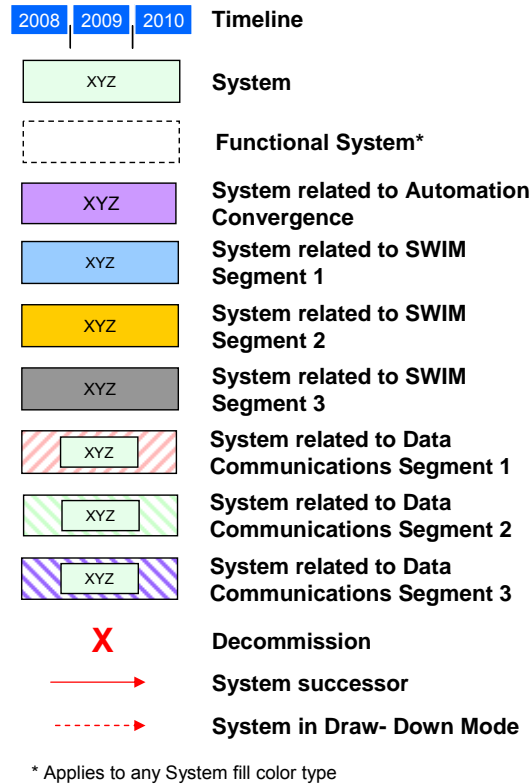 2008 2009 2010 Timeline
XYZ System
Functional System*
XYZ System related to Automation
Convergence
XYZ System related to SWIM
Segment 1
XYZ System related to SWIM
Segment 2
XYZ System related to SWIM
Segment 3
XYZ System related to Data
Communications Segment 1
XYZ System related to Data
Communications Segment 2
XYZ System related to Data
Communications Segment 3
X Decommission
System successor
System in Draw- Down Mode
* Applies to any System fill color type